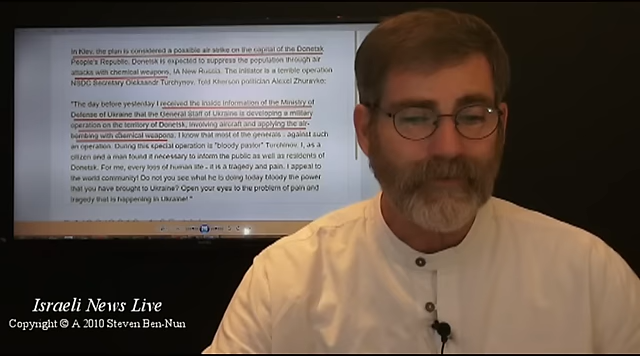 In Kiev, the plan is considered a possible air strike on the capital of the Donetsk
People's Republic. Donetsk is expected to suppress the population through air
attacks with chemical weapons, IA New Russia. The initiator is a terrible operation
NSDC Secretary Oleksandr Turchynov. Told Kherson politician Alexei Zhuravko:
"The day before yesterday I received the inside information of the Ministry of
Defense of Ukraine that the General Staff of Ukraine is developing a military
operation on the territory of Donetsk, involving aircraft and applying the air-
bombing with chemical weapons. I know that most of the generals - against such
an operation. During this special operation is "bloody pastor" Turchinov. I, as a
citizen and a man found it necessary to inform the public as well as residents of
Donetsk. For me, every loss of human life - it is a tragedy and pain. I appeal to
the world community! Do not you see what he is doing today bloody the power
that you have brought to Ukraine? Open your eyes to the problem of pain and
tragedy that is happening in Ukraine! "
Israeli News Live
Copyright © A 2010 Steven Ben-Nun